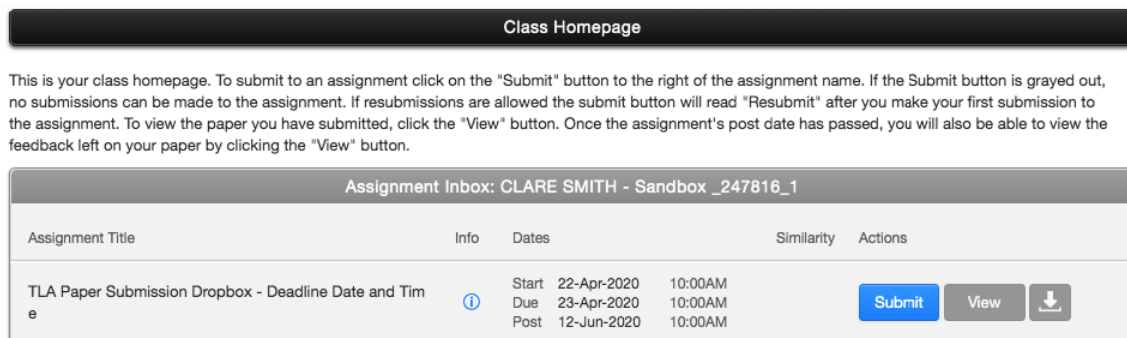 Class Homepage
This is your class homepage. To submit to an assignment click on the "Submit" button to the right of the assignment name. If the Submit button is grayed out,
no submissions can be made to the assignment. If resubmissions are allowed the submit button will read "Resubmit" after you make your first submission to
the assignment. To view the paper you have submitted, click the "View" button. Once the assignment's post date has passed, you will also be able to view the
feedback left on your paper by clicking the "View" button.
Assignment Inbox: CLARE SMITH - Sandbox _247816_1
Assignment Title Info Dates Similarity Actions
TLA Paper Submission Dropbox - Deadline Date and Tim
e
Start 22-Apr-2020 10:00AM
Due 23-Apr-2020 10:00AM
Post 12-Jun-2020 10:00AM
Submit View